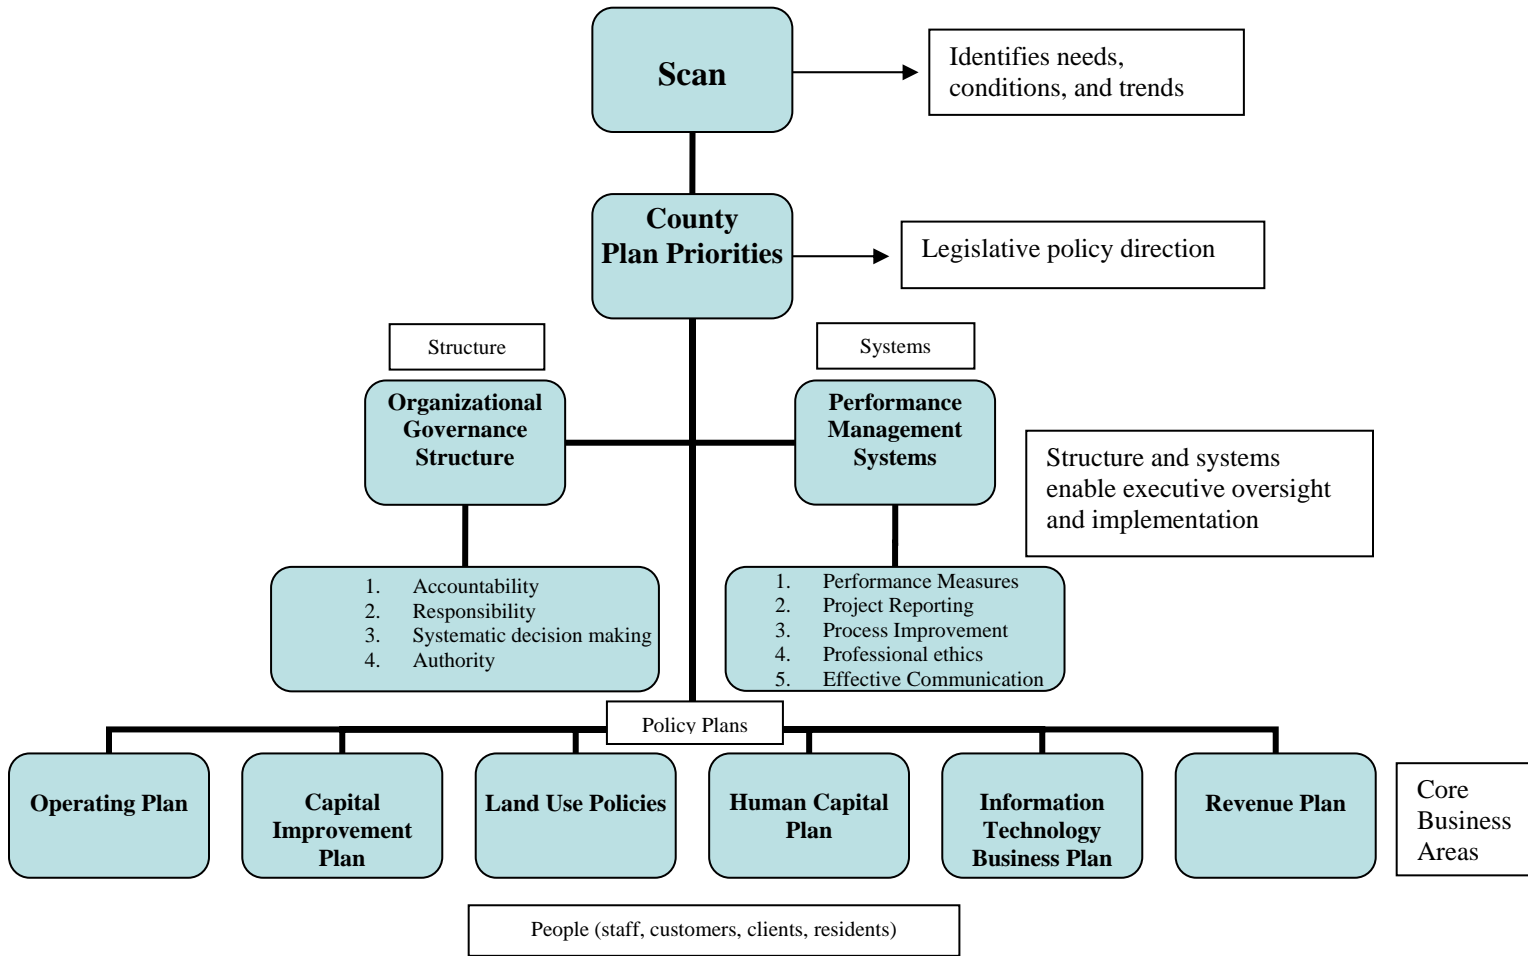 Scan
Identifies needs,
conditions, and trends
County
Plan Priorities
Legislative policy direction
Structure
Systems
Organizational
Governance
Structure
Performance
Management
Systems
Structure and systems
enable executive oversight
and implementation
1. Accountability
2. Responsibility
3. Systematic decision making
4. Authority
1. Performance Measures
2. Project Reporting
3. Process Improvement
4. Professional ethics
5. Effective Communication
Policy Plans
Operating Plan
Capital
Improvement
Plan
Land Use Policies
Human Capital
Plan
Information
Technology
Business Plan
Revenue Plan
Core
Business
Areas
People (staff, customers, clients, residents)